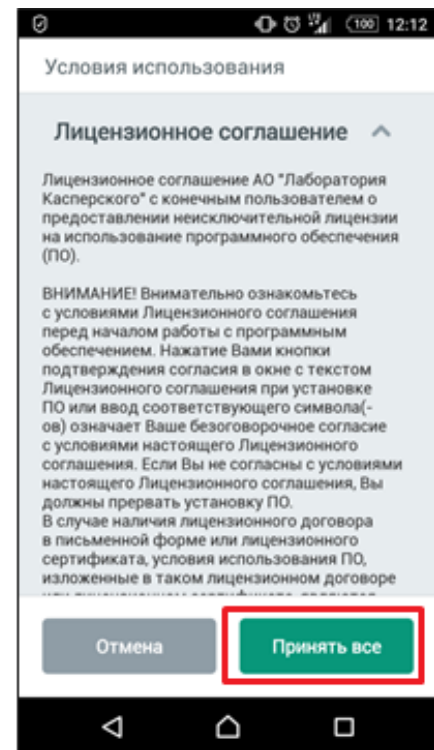 100 12:12
Условия использования
Лицензионное соглашение
Лицензионное соглашение АО "Лаборатория
Касперского" с конечным пользователем о
предоставлении неисключительной лицензии
на использование программного обеспечения
(ПО).
ВНИМАНИЕ! Внимательно ознакомьтесь
с условиями Лицензионного соглашения
перед началом работы с программным
обеспечением. Нажатие Вами кнопки
подтверждения согласия в окне с текстом
Лицензионного соглашения при установке
ПО или ввод соответствующего символа(-
ов) означает Ваше безоговорочное согласие
с условиями настоящего Лицензионного
соглашения. Если Вы не согласны с условиями
настоящего Лицензионного соглашения, Вы
должны прервать установку ПО.
В случае наличия лицензионного договора
в письменной форме или лицензионного
сертификата, условия использования ПО,
изложенные в таком лицензионном договоре
Отмена
Принять все